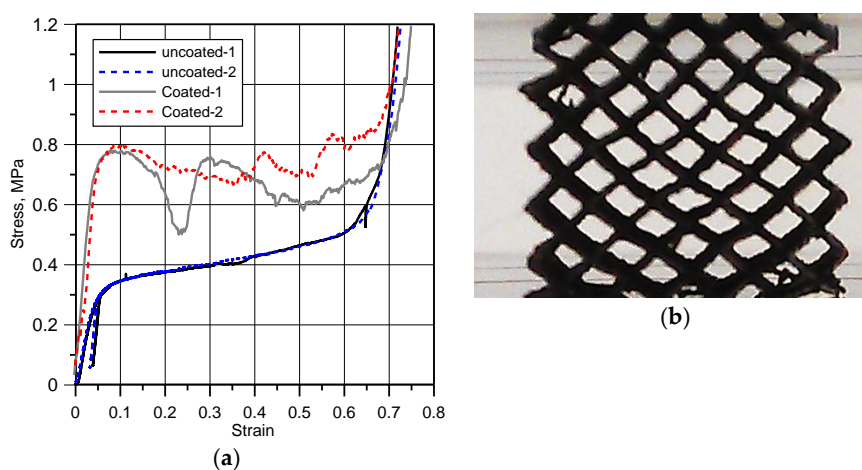 1.2
1
0.8
0.6
0.4
0.2
0
Stress, MPa
uncoated-1
uncoated-2
Coated-1
Coated-2
0 0.1 0.2 0.3 0.4 0.5 0.6 0.7 0.8
Strain
(a)
(b)